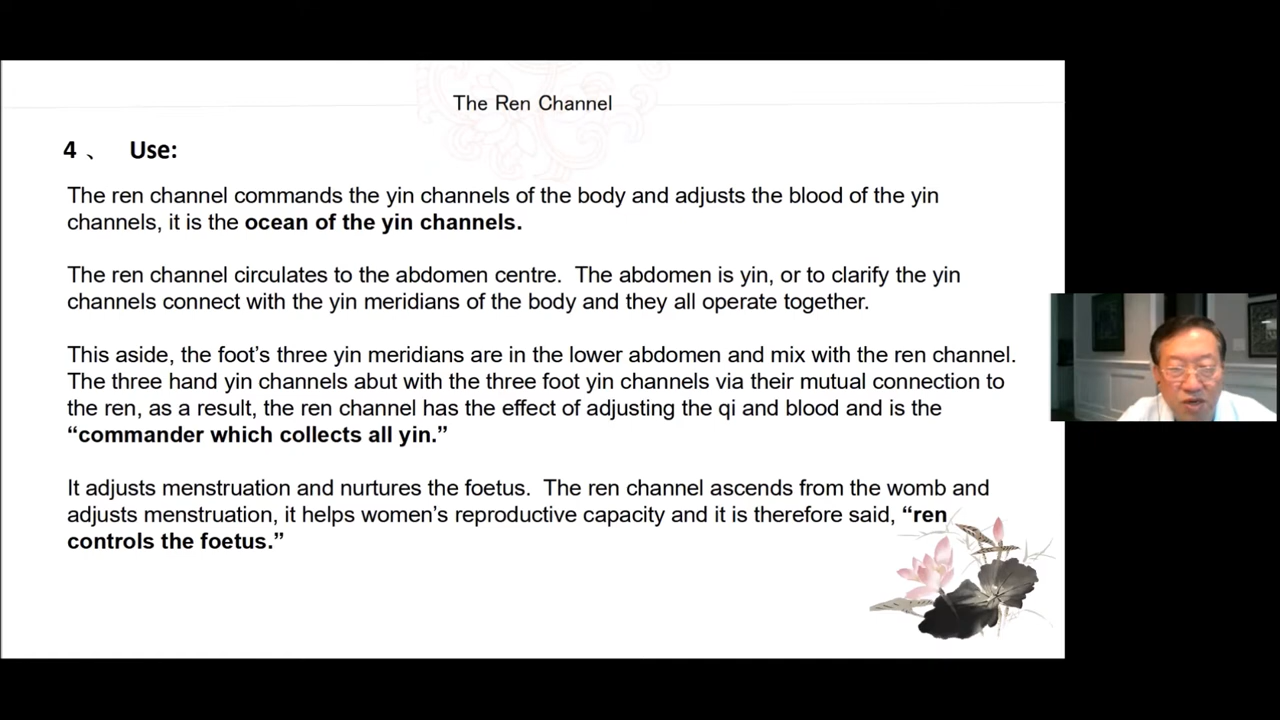 The Ren Channel
4 、 Use:
The ren channel commands the yin channels of the body and adjusts the blood of the yin
channels, it is the ocean of the yin channels.
The ren channel circulates to the abdomen centre.  The abdomen is yin, or to clarify the yin
channels connect with the yin meridians of the body and they all operate together.
This aside, the foot’s three yin meridians are in the lower abdomen and mix with the ren channel.
The three hand yin channels abut with the three foot yin channels via their mutual connection to
the ren, as a result, the ren channel has the effect of adjusting the qi and blood and is the
“commander which collects all yin.”
It adjusts menstruation and nurtures the foetus.  The ren channel ascends from the womb and
adjusts menstruation, it helps women’s reproductive capacity and it is therefore said, “ren
controls the foetus.”